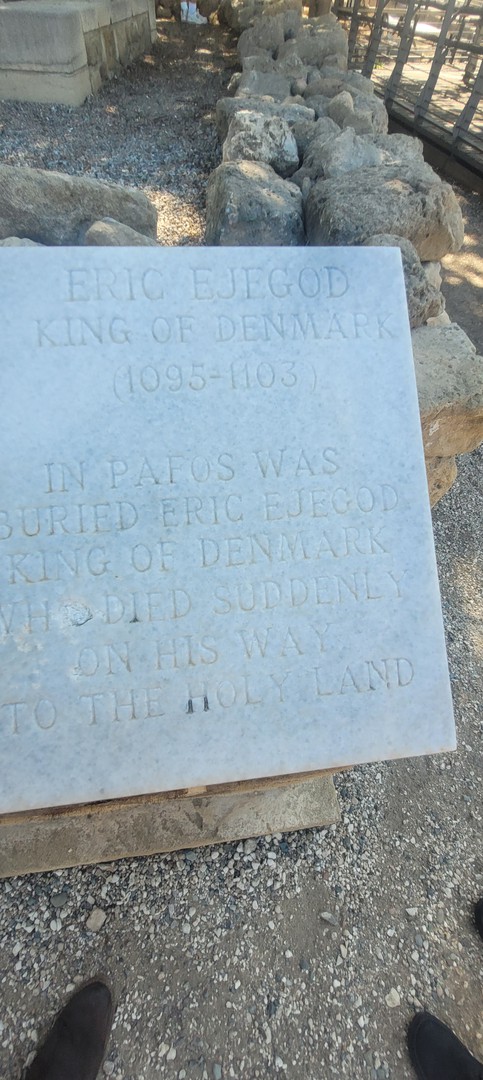 ERIC EJEGOD
KING OF DENMARK
(1095-1103)
IN PAFOS WAS
BURIED ERIC EJEGOD
KING OF DENMARK
WHO DIED SUDDENLY
ON HIS WAY
TO THE HOLY LAND